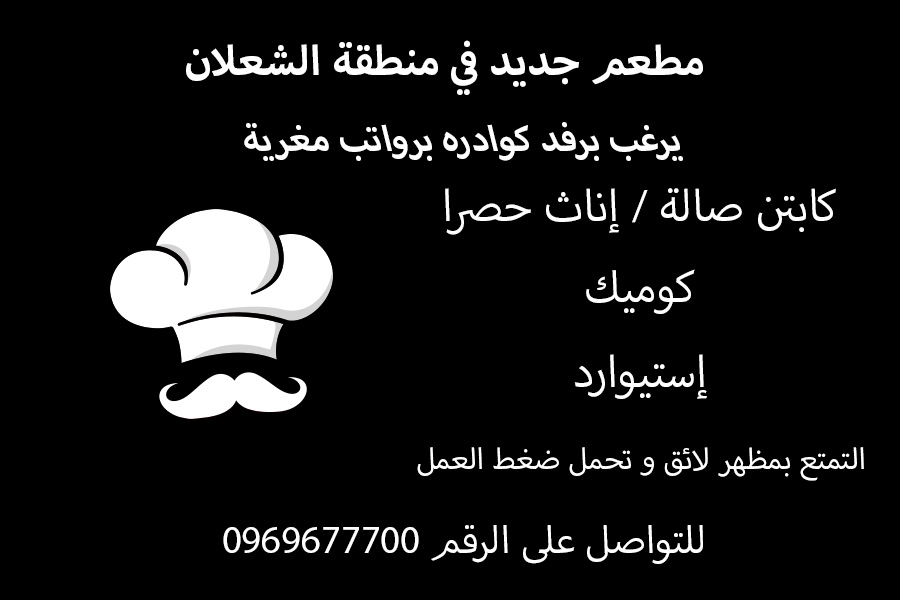 مطعم جديد في منطقة الشعلان
يرغب برفد كوادره برواتب مغرية
كابتن صالة / إناث حصرا
كوميك
إستيوارد
التمتع بمظهر لائق و تحمل ضغط العمل
للتواصل على الرقم 0969677700